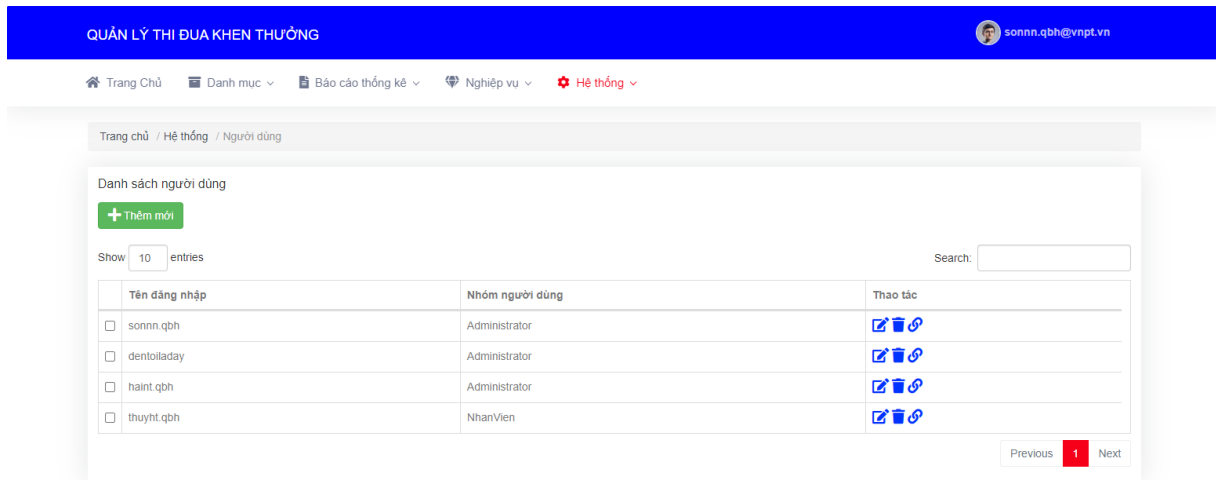 QUẢN LÝ THI ĐUA KHEN THƯỞNG
sonnn.qbh@vnpt.vn
Trang Chủ Danh mục Báo cáo thống kê Nghiệp vụ Hệ thống
Trang chủ / Hệ thống / Người dùng
Danh sách người dùng
Thêm mới
Show 10 entries Search:
Tên đăng nhập Nhóm người dùng Thao tác
sonnn.qbh Administrator
dentoiladay Administrator
haint.qbh Administrator
thuyht.qbh NhanVien
Previous 1 Next